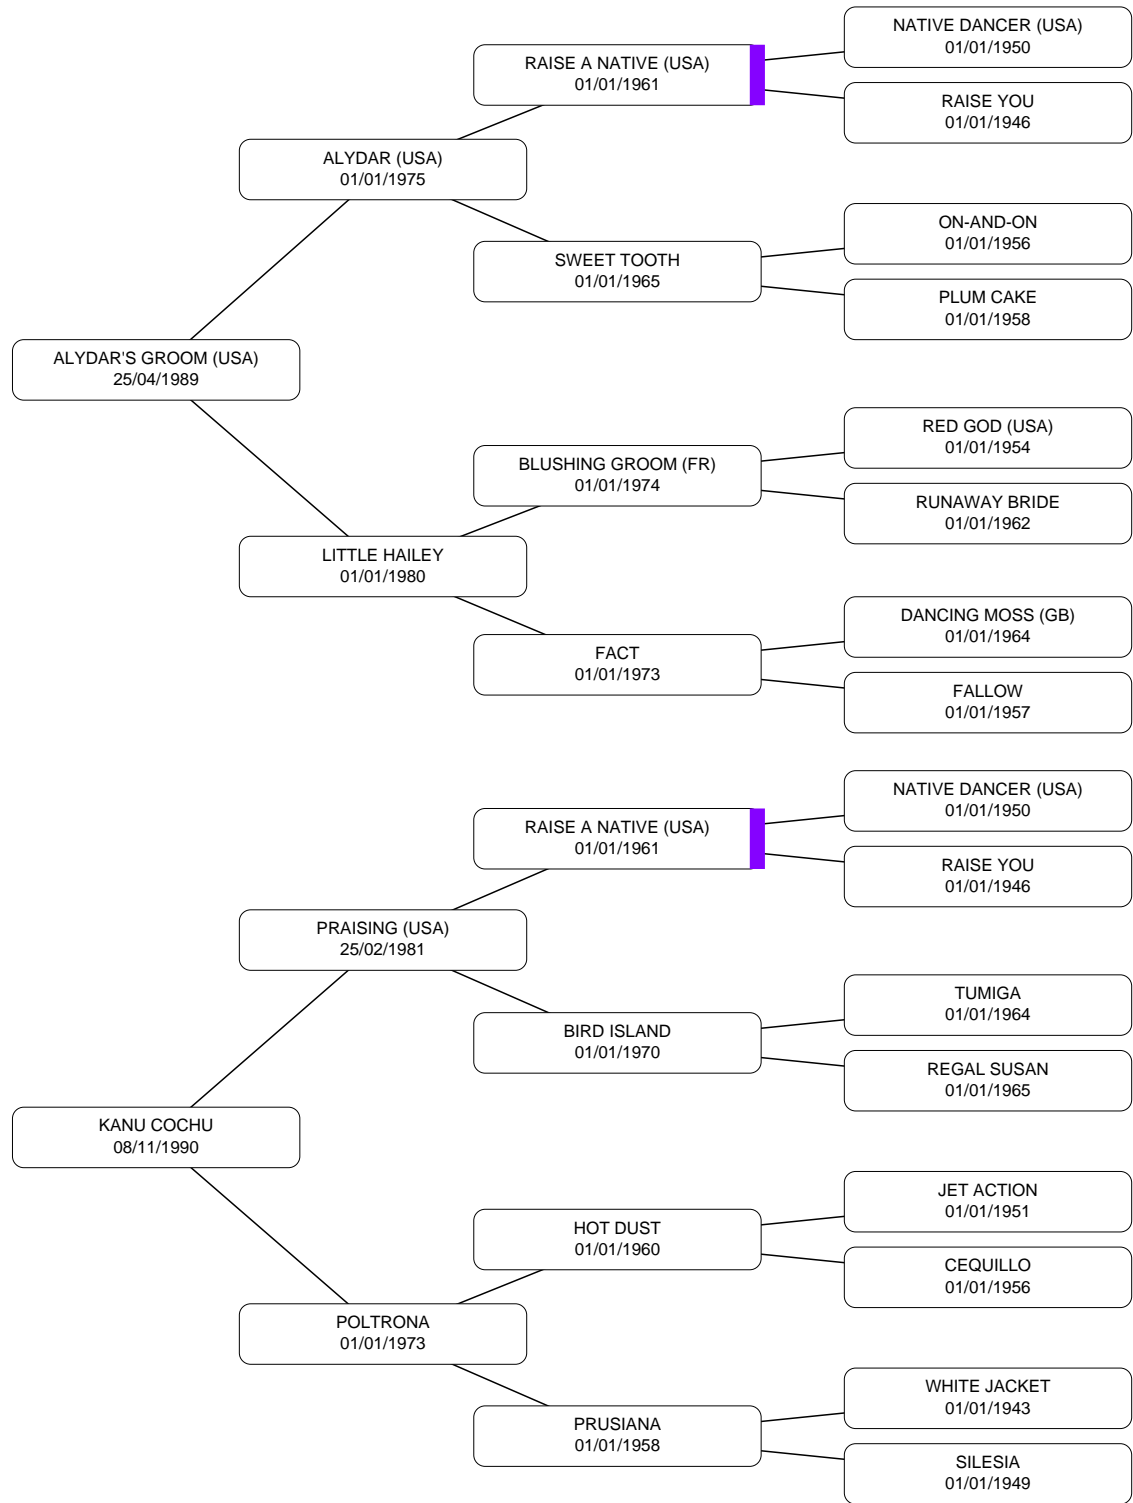 NATIVE DANCER (USA)
01/01/1950
RAISE A NATIVE (USA)
01/01/1961
RAISE YOU
01/01/1946
ALYDAR (USA)
01/01/1975
ON-AND-ON
01/01/1956
SWEET TOOTH
01/01/1965
PLUM CAKE
01/01/1958
ALYDAR'S GROOM (USA)
25/04/1989
RED GOD (USA)
01/01/1954
BLUSHING GROOM (FR)
01/01/1974
RUNAWAY BRIDE
01/01/1962
LITTLE HAILEY
01/01/1980
DANCING MOSS (GB)
01/01/1964
FACT
01/01/1973
FALLOW
01/01/1957
NATIVE DANCER (USA)
01/01/1950
RAISE A NATIVE (USA)
01/01/1961
RAISE YOU
01/01/1946
PRAISING (USA)
25/02/1981
TUMIGA
01/01/1964
BIRD ISLAND
01/01/1970
REGAL SUSAN
01/01/1965
KANU COCHU
08/11/1990
JET ACTION
01/01/1951
HOT DUST
01/01/1960
CEQUILLO
01/01/1956
POLTRONA
01/01/1973
WHITE JACKET
01/01/1943
PRUSIANA
01/01/1958
SILESIA
01/01/1949